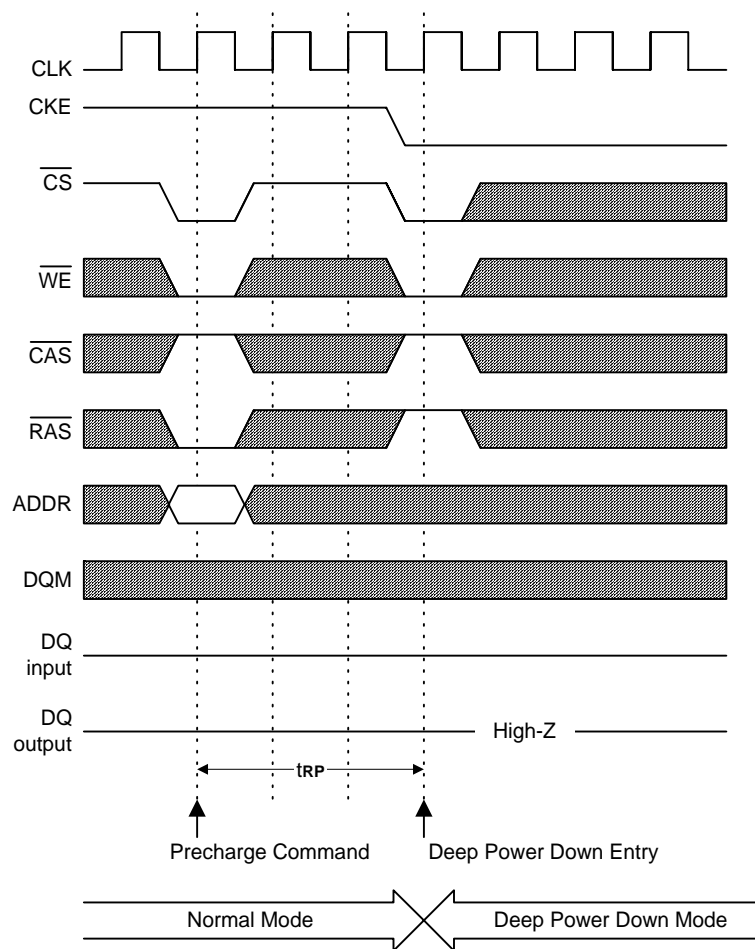 CLK
CKE
CS
WE
CAS
RAS
ADDR
DQM
DQ
input
DQ
output
High-Z
tRP
Precharge Command
Deep Power Down Entry
Normal Mode
Deep Power Down Mode